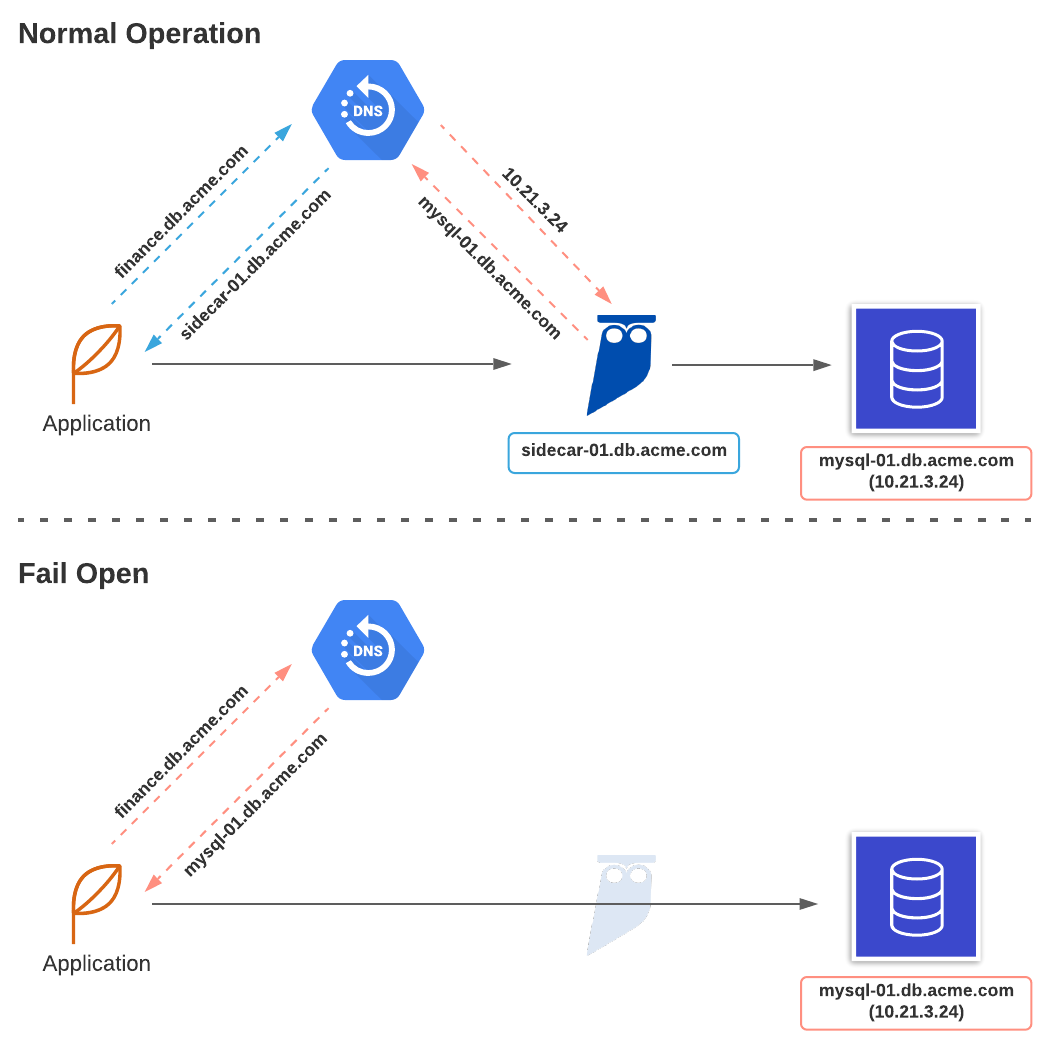 Normal Operation
DNS
finance.db.acme.com
sidecar-01.db.acme.com
10.21.3.24
mysql-01.db.acme.com
Application
sidecar-01.db.acme.com
mysql-01.db.acme.com
(10.21.3.24)
Fail Open
DNS
finance.db.acme.com
mysql-01.db.acme.com
Application
mysql-01.db.acme.com
(10.21.3.24)